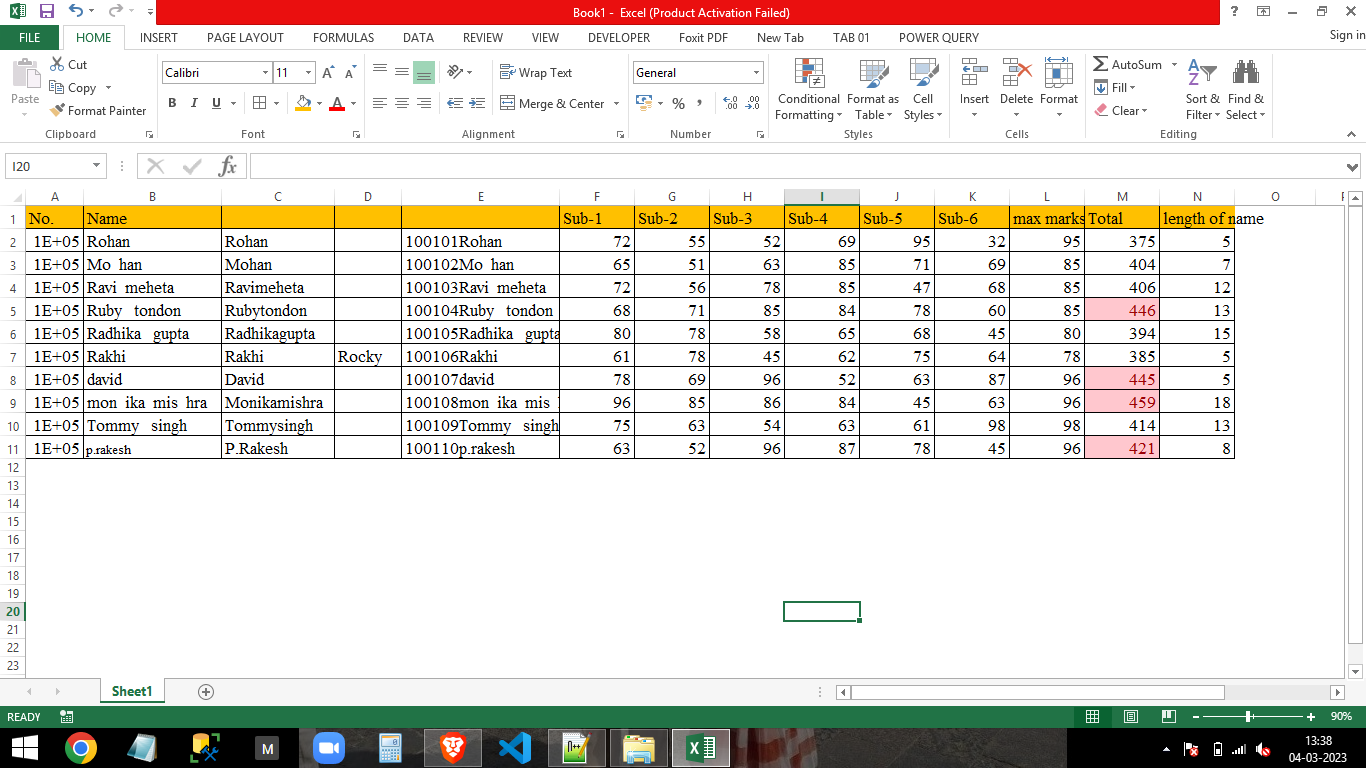 Book1 - Excel (Product Activation Failed)
FILE HOME INSERT PAGE LAYOUT FORMULAS DATA REVIEW VIEW DEVELOPER Foxit PDF New Tab TAB 01 POWER QUERY Sign in
Paste Cut Copy Format Painter
Clipboard
Calibri 11
B I U A
Font
Wrap Text
Merge & Center
Alignment
General
%
Number
Conditional Formatting Format as Table Cell Styles
Styles
Insert Delete Format
Cells
AutoSum Fill Clear Sort & Filter Find & Select
Editing
I20 fx
A B C D E F G H I J K L M N O
1 No. Name Sub-1 Sub-2 Sub-3 Sub-4 Sub-5 Sub-6 max marks Total length of name
2 1E+05 Rohan Rohan 100101Rohan 72 55 52 69 95 32 95 375 5
3 1E+05 Mo han Mohan 100102Mo han 65 51 63 85 71 69 85 404 7
4 1E+05 Ravi meheta Ravimeheta 100103Ravi meheta 72 56 78 85 47 68 85 406 12
5 1E+05 Ruby tondon Rubytondon 100104Ruby tondon 68 71 85 84 78 60 85 446 13
6 1E+05 Radhika gupta Radhikagupta 100105Radhika gupta 80 78 58 65 68 45 80 394 15
7 1E+05 Rakhi Rakhi Rocky 100106Rakhi 61 78 45 62 75 64 78 385 5
8 1E+05 david David 100107david 78 69 96 52 63 87 96 445 5
9 1E+05 mon ika mis hra Monikamishra 100108mon ika mis 96 85 86 84 45 63 96 459 18
10 1E+05 Tommy singh Tommysingh 100109Tommy singh 75 63 54 63 61 98 98 414 13
11 1E+05 p.rakesh P.Rakesh 100110p.rakesh 63 52 96 87 78 45 96 421 8
12
13
14
15
16
17
18
19
20
21
22
23
Sheet1
READY 90%
M
13:38
04-03-2023